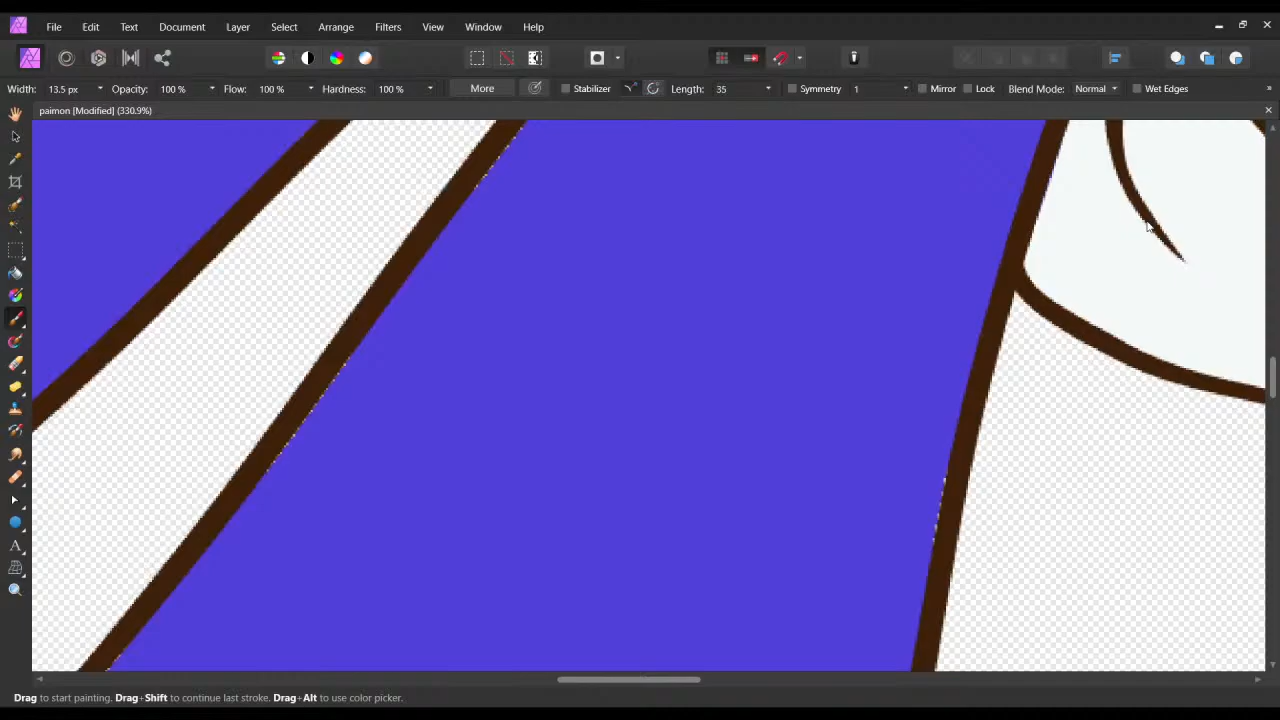 File Edit Text Document Layer Select Arrange Filters View Window Help
Width: 13.5 px Opacity: 100 % Flow: 100 % Hardness: 100 % More Stabilizer Length: 35 Symmetry 1 Mirror Lock Blend Mode: Normal Wet Edges
paimon [Modified] (330.9%)
Drag to start painting. Drag+Shift to continue last stroke. Drag+Alt to use color picker.